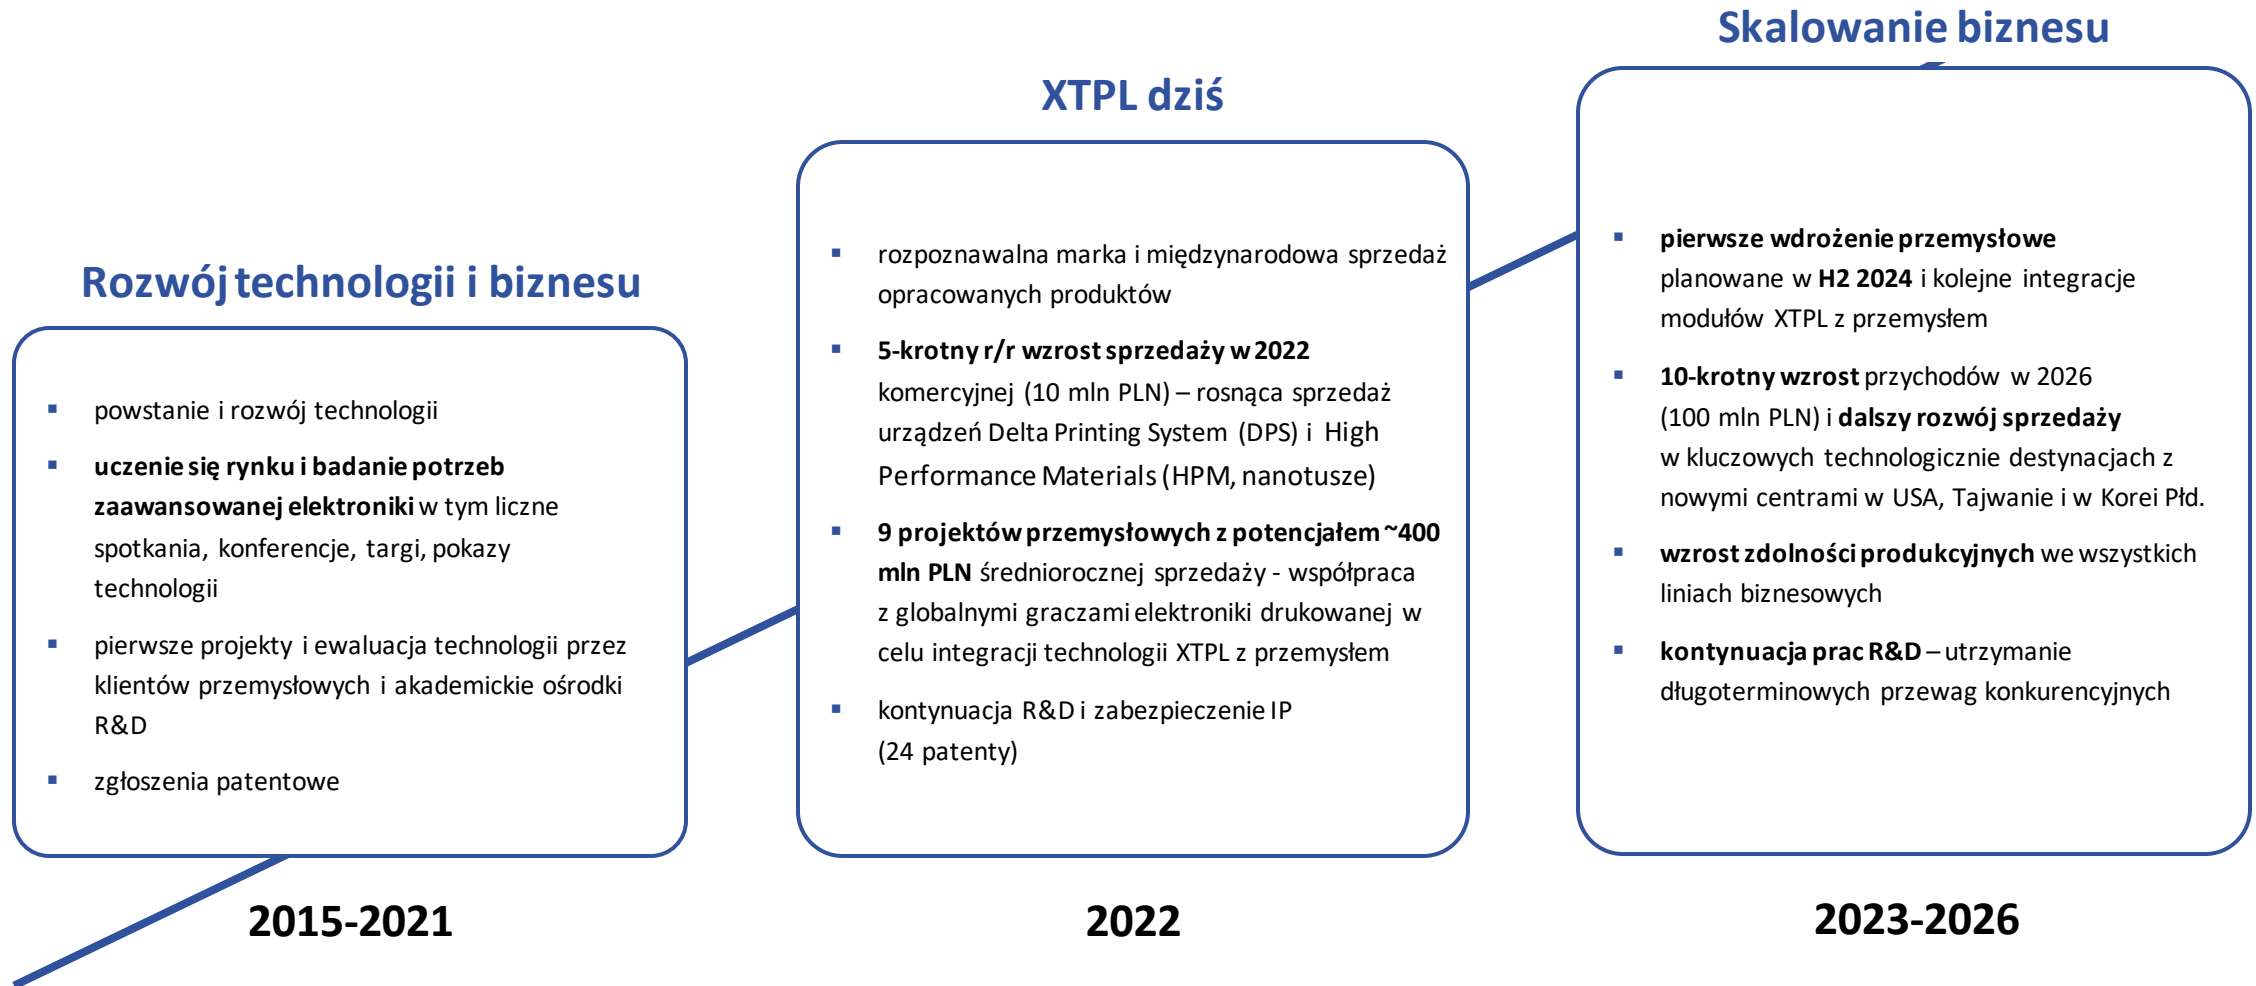 Rozwój technologii i biznesu
powstanie i rozwój technologii
uczenie się rynku i badanie potrzeb
zaawansowanej elektroniki w tym liczne
spotkania, konferencje, targi, pokazy
technologii
pierwsze projekty i ewaluacja technologii przez
klientów przemysłowych i akademickie ośrodki
R&D
zgłoszenia patentowe
2015-2021
XTPL dziś
rozpoznawalna marka i międzynarodowa sprzedaż
opracowanych produktów
5-krotny r/r wzrost sprzedaży w 2022
komercyjnej (10 mln PLN) – rosnąca sprzedaż
urządzeń Delta Printing System (DPS) i High
Performance Materials (HPM, nanotusze)
9 projektów przemysłowych z potencjałem ~400
mln PLN średniorocznej sprzedaży - współpraca
z globalnymi graczami elektroniki drukowanej w
celu integracji technologii XTPL z przemysłem
kontynuacja R&D i zabezpieczenie IP
(24 patenty)
2022
Skalowanie biznesu
pierwsze wdrożenie przemysłowe
planowane w H2 2024 i kolejne integracje
modułów XTPL z przemysłem
10-krotny wzrost przychodów w 2026
(100 mln PLN) i dalszy rozwój sprzedaży
w kluczowych technologicznie destynacjach z
nowymi centrami w USA, Tajwanie i w Korei Płd.
wzrost zdolności produkcyjnych we wszystkich
liniach biznesowych
kontynuacja prac R&D – utrzymanie
długoterminowych przewag konkurencyjnych
2023-2026